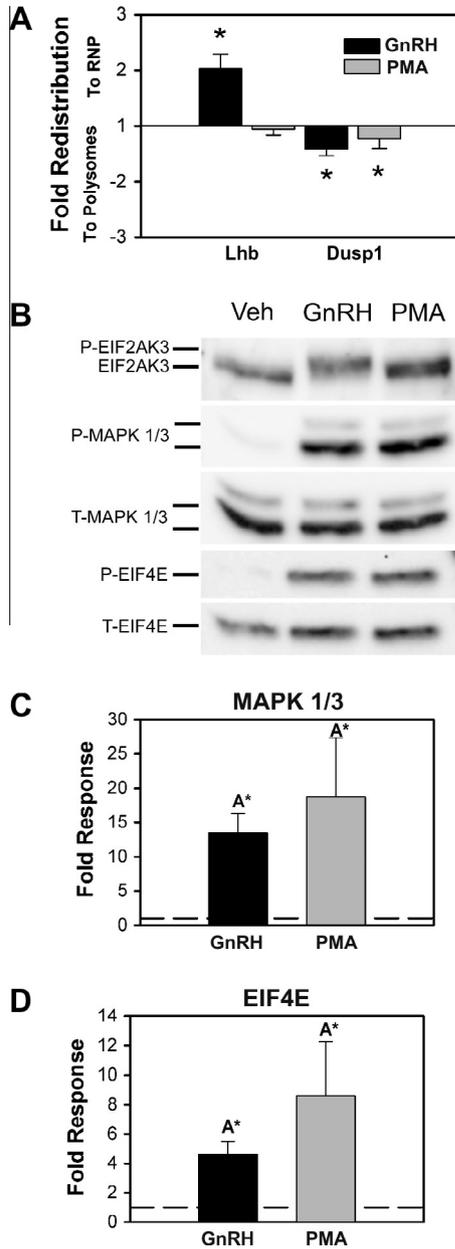 A
Fold Redistribution
To Polysomes To RNP
3
2
1
-2
-3
*
*
*
GnRH
PMA
Lhb Dusp1
B
Veh GnRH PMA
P-EIF2AK3
EIF2AK3
P-MAPK 1/3
T-MAPK 1/3
P-EIF4E
T-EIF4E
C
MAPK 1/3
Fold Response
30
25
20
15
10
5
0
A*
A*
GnRH PMA
D
EIF4E
Fold Response
14
12
10
8
6
4
2
0
A*
A*
GnRH PMA